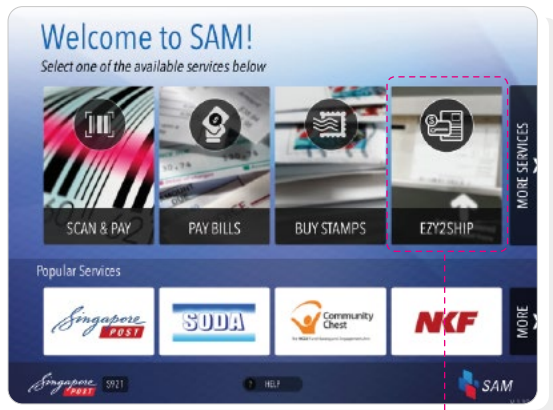 Welcome to SAM!
Select one of the available services below
SCAN & PAY
PAY BILLS
BUY STAMPS
EZY2SHIP
MORE SERVICES
Popular Services
Singapore
POST
SODA
Community
Chest
NKF
MORE
Singapore
POST
S921
? HELP
SAM